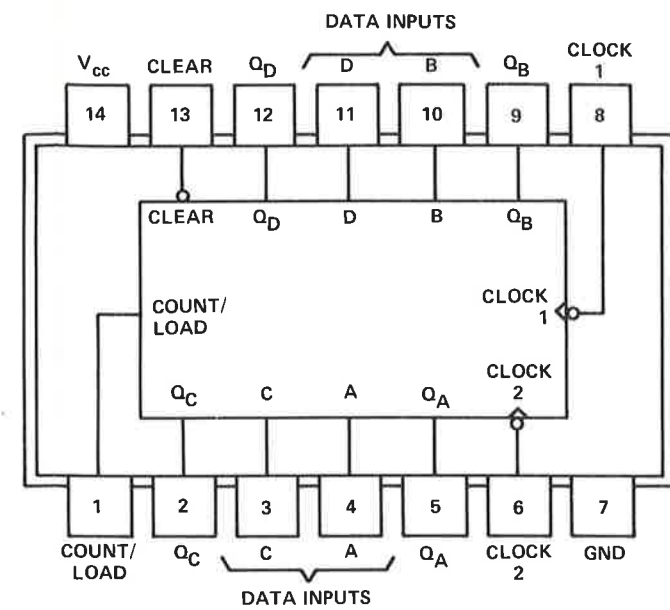 DATA INPUTS
Vcc CLEAR QD D B QB CLOCK 1
14 13 12 11 10 9 8
CLEAR QD D B QB
COUNT/
LOAD
CLOCK
1
CLOCK
2
QC C A QA
1 2 3 4 5 6 7
COUNT/
LOAD
QC C A QA
CLOCK
2
GND
DATA INPUTS